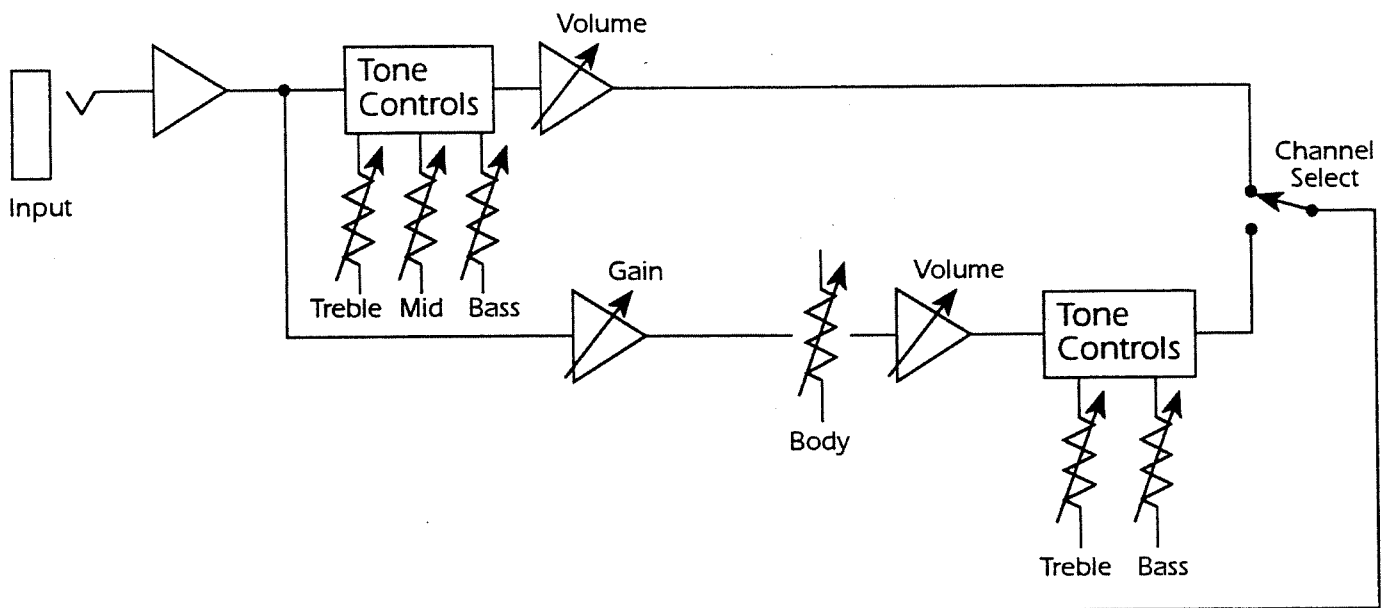 Volume
Tone
Controls
Input
Channel
Select
Treble Mid Bass
Gain
Volume
Tone
Controls
Body
Treble Bass